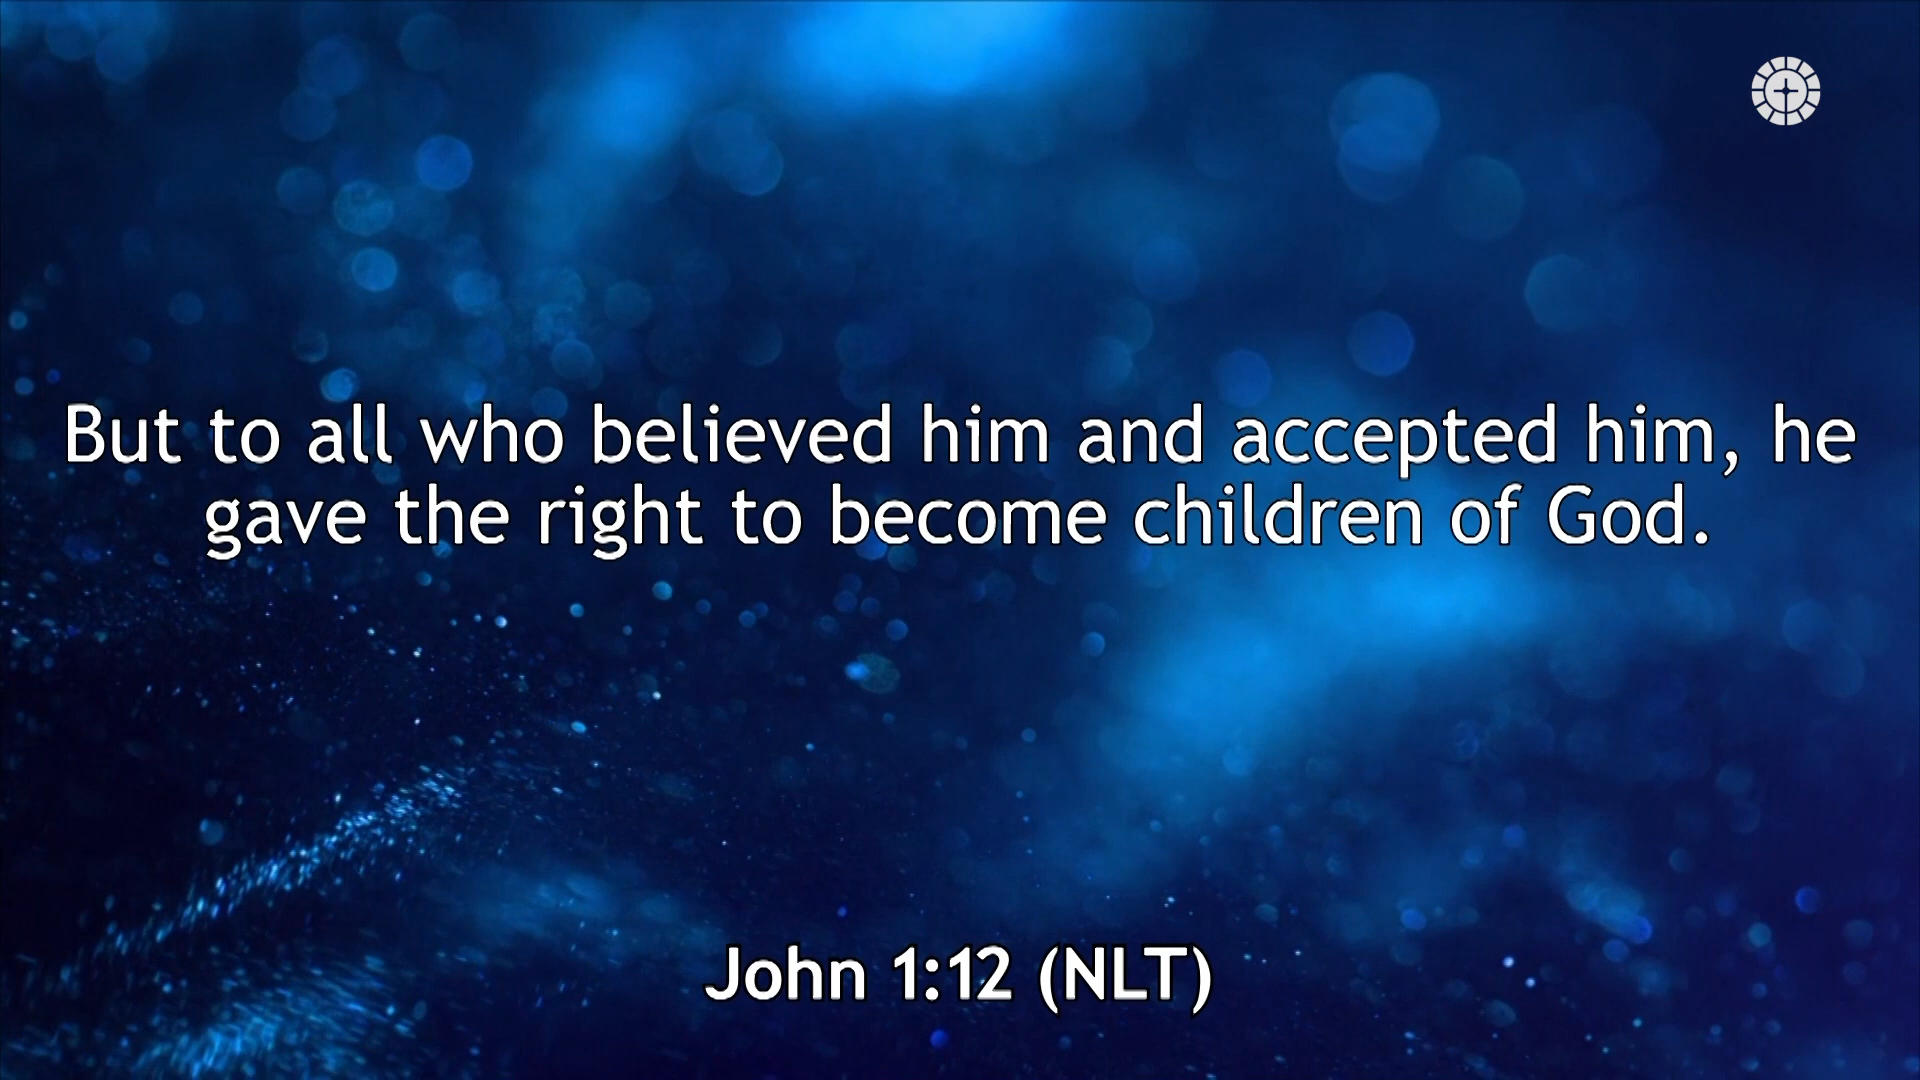 But to all who believed him and accepted him, he
gave the right to become children of God.
John 1:12 (NLT)